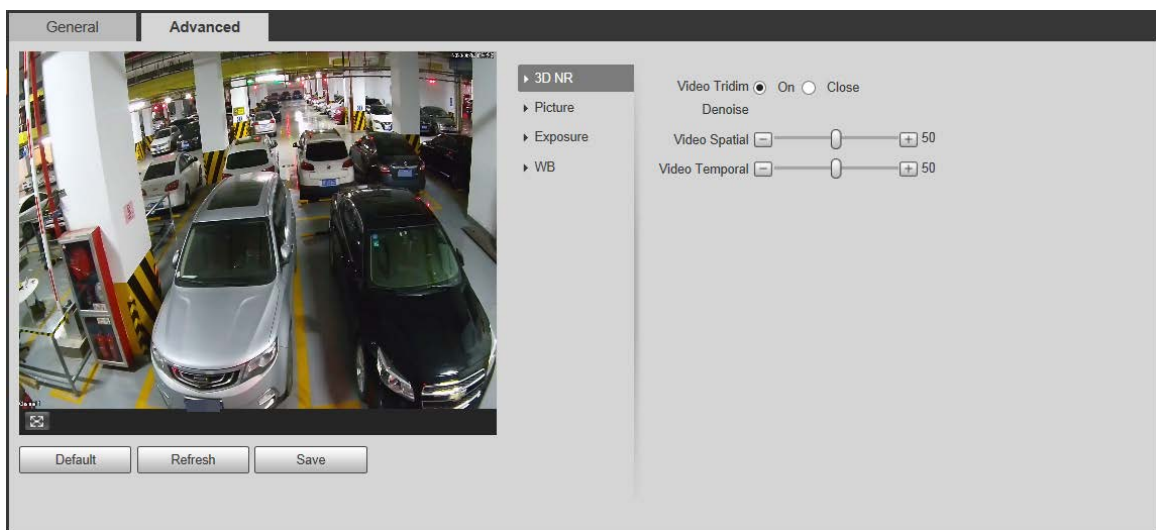 General
Advanced
3D NR
Picture
Exposure
WB
Video Tridim On Close
Denoise
Video Spatial 50
Video Temporal 50
Default
Refresh
Save